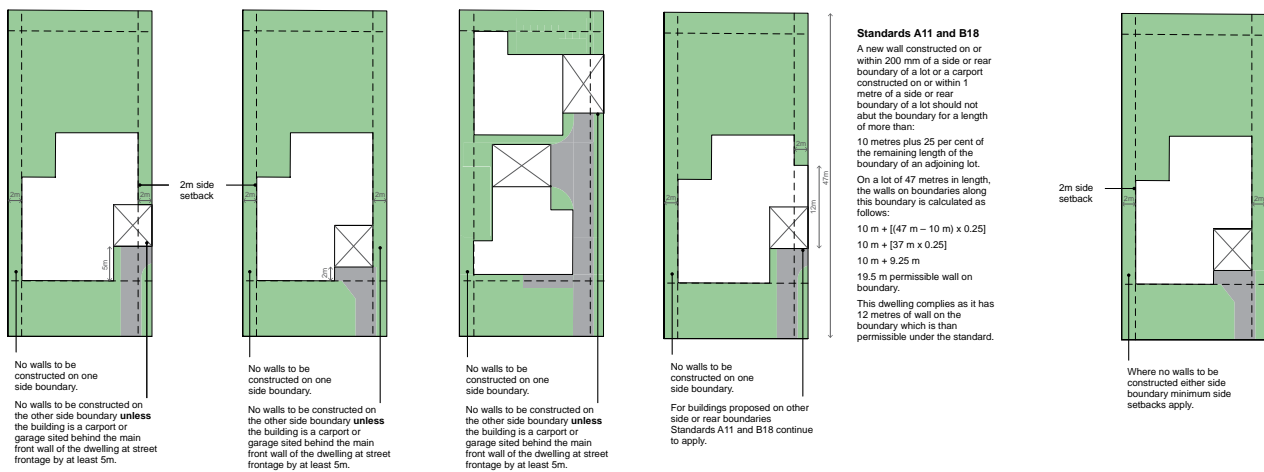 2m
2m
5m
No walls to be
constructed on one
side boundary.
No walls to be constructed on
the other side boundary unless
the building is a carport or
garage sited behind the main
front wall of the dwelling at street
frontage by at least 5m.
2m side
setback
2m
2m
2m
No walls to be
constructed on one
side boundary.
No walls to be constructed on
the other side boundary unless
the building is a carport or
garage sited behind the main
front wall of the dwelling at street
frontage by at least 5m.
No walls to be
constructed on one
side boundary.
No walls to be constructed on
the other side boundary unless
the building is a carport or
garage sited behind the main
front wall of the dwelling at street
frontage by at least 5m.
2m
2m
12m
47m
No walls to be
constructed on one
side boundary.
For buildings proposed on other
side or rear boundaries
Standards A11 and B18 continue
to apply.
Standards A11 and B18
A new wall constructed on or
within 200 mm of a side or rear
boundary of a lot or a carport
constructed on or within 1
metre of a side or rear
boundary of a lot should not
abut the boundary for a length
of more than:
10 metres plus 25 per cent of
the remaining length of the
boundary of an adjoining lot.
On a lot of 47 metres in length,
the walls on boundaries along
this boundary is calculated as
follows:
10 m + [(47 m – 10 m) x 0.25]
10 m + [37 m x 0.25]
10 m + 9.25 m
19.5 m permissible wall on
boundary.
This dwelling complies as it has
12 metres of wall on the
boundary which is than
permissible under the standard.
2m side
setback
2m
2m
Where no walls to be
constructed either side
boundary minimum side
setbacks apply.